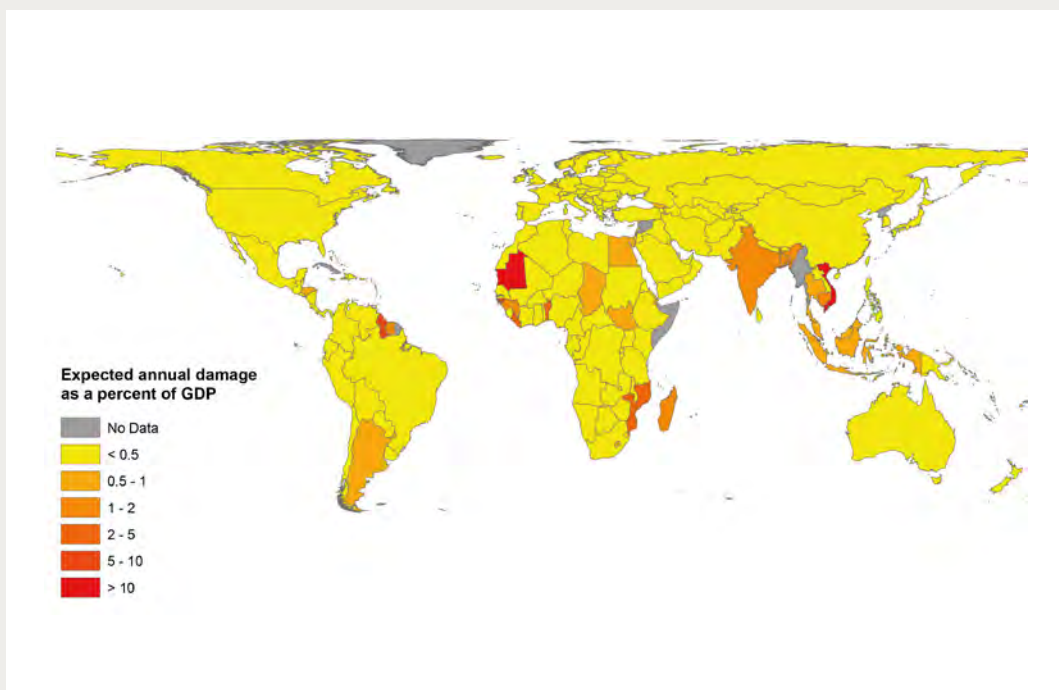 Expected annual damage
as a percent of GDP
No Data
< 0.5
0.5 - 1
1 - 2
2 - 5
5 - 10
> 10